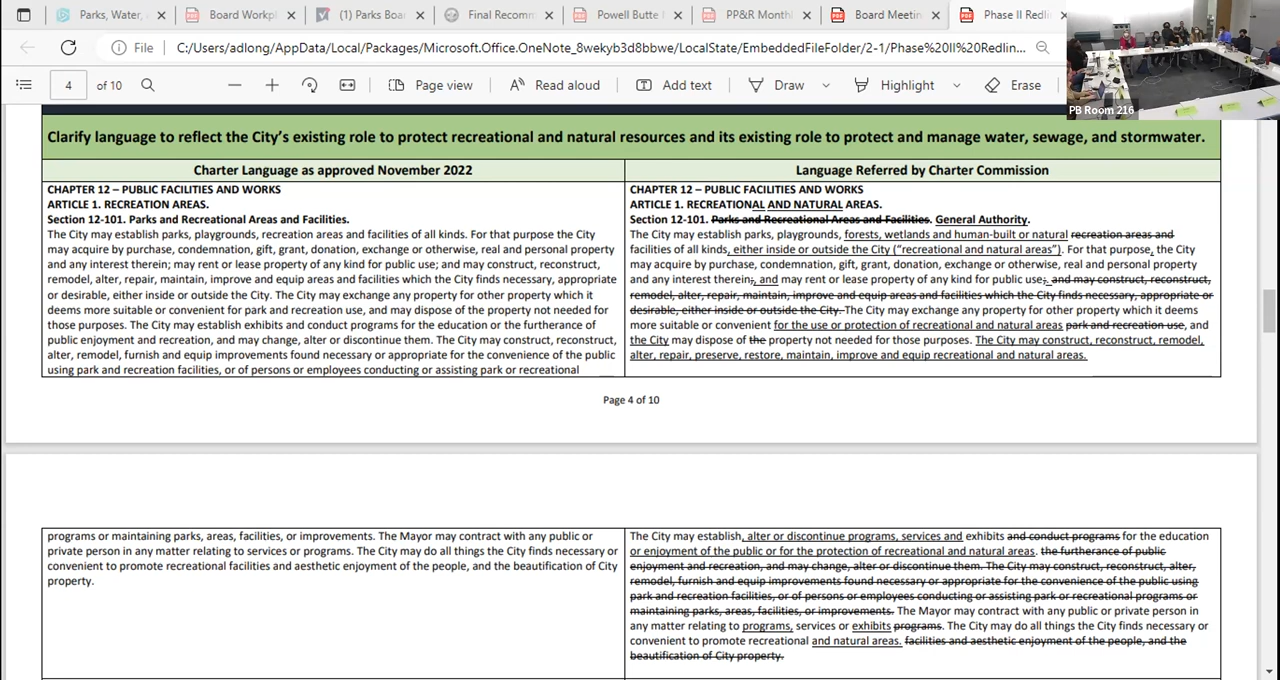 Parks, Water,
Board Workp
(1) Parks Boa
Final Recomm
Powell Butte
PP&R Month
Board Meetin
Phase II Redli
File
C:/Users/adlong/AppData/Local/Packages/Microsoft.Office.OneNote_8wekyb3d8bbwe/LocalState/EmbeddedFileFolder/2-1/Phase%20II%20Redlin...
4 of 10
Page view
Read aloud
Add text
Draw
Highlight
Erase
PB Room 216
Clarify language to reflect the City's existing role to protect recreational and natural resources and its existing role to protect and manage water, sewage, and stormwater.
Charter Language as approved November 2022
CHAPTER 12 – PUBLIC FACILITIES AND WORKS
ARTICLE 1. RECREATION AREAS.
Section 12-101. Parks and Recreational Areas and Facilities.
The City may establish parks, playgrounds, recreation areas and facilities of all kinds. For that purpose the City
may acquire by purchase, condemnation, gift, grant, donation, exchange or otherwise, real and personal property
and any interest therein; may rent or lease property of any kind for public use; and may construct, reconstruct,
remodel, alter, repair, maintain, improve and equip areas and facilities which the City finds necessary, appropriate
or desirable, either inside or outside the City. The City may exchange any property for other property which it
deems more suitable or convenient for park and recreation use, and may dispose of the property not needed for
those purposes. The City may establish exhibits and conduct programs for the education or the furtherance of
public enjoyment and recreation, and may change, alter or discontinue them. The City may construct, reconstruct,
alter, remodel, furnish and equip improvements found necessary or appropriate for the convenience of the public
using park and recreation facilities, or of persons or employees conducting or assisting park or recreational
Language Referred by Charter Commission
CHAPTER 12 – PUBLIC FACILITIES AND WORKS
ARTICLE 1. RECREATIONAL AND NATURAL AREAS.
Section 12-101. Parks and Recreational Areas and Facilities. General Authority.
The City may establish parks, playgrounds, forests, wetlands and human-built or natural recreation areas and
facilities of all kinds, either inside or outside the City ("recreational and natural areas"). For that purpose, the City
may acquire by purchase, condemnation, gift, grant, donation, exchange or otherwise, real and personal property
and any interest therein;, and may rent or lease property of any kind for public use;. and may construct, reconstruct,
remodel, alter, repair, maintain, improve and equip areas and facilities which the City finds necessary, appropriate or
desirable, either inside or outside the City. The City may exchange any property for other property which it deems
more suitable or convenient for the use or protection of recreational and natural areas park and recreation use, and
the City may dispose of the property not needed for those purposes. The City may construct, reconstruct, remodel,
alter, repair, preserve, restore, maintain, improve and equip recreational and natural areas.
Page 4 of 10
programs or maintaining parks, areas, facilities, or improvements. The Mayor may contract with any public or
private person in any matter relating to services or programs. The City may do all things the City finds necessary or
convenient to promote recreational facilities and aesthetic enjoyment of the people, and the beautification of City
property.
The City may establish, alter or discontinue programs, services and exhibits and conduct programs for the education
or enjoyment of the public or for the protection of recreational and natural areas. the furtherance of public
enjoyment and recreation, and may change, alter or discontinue them. The City may construct, reconstruct, alter,
remodel, furnish and equip improvements found necessary or appropriate for the convenience of the public using
park and recreation facilities, or of persons or employees conducting or assisting park or recreational programs or
maintaining parks, areas, facilities, or improvements. The Mayor may contract with any public or private person in
any matter relating to programs, services or exhibits programs. The City may do all things the City finds necessary or
convenient to promote recreational and natural areas. facilities and aesthetic enjoyment of the people, and the
beautification of City property.